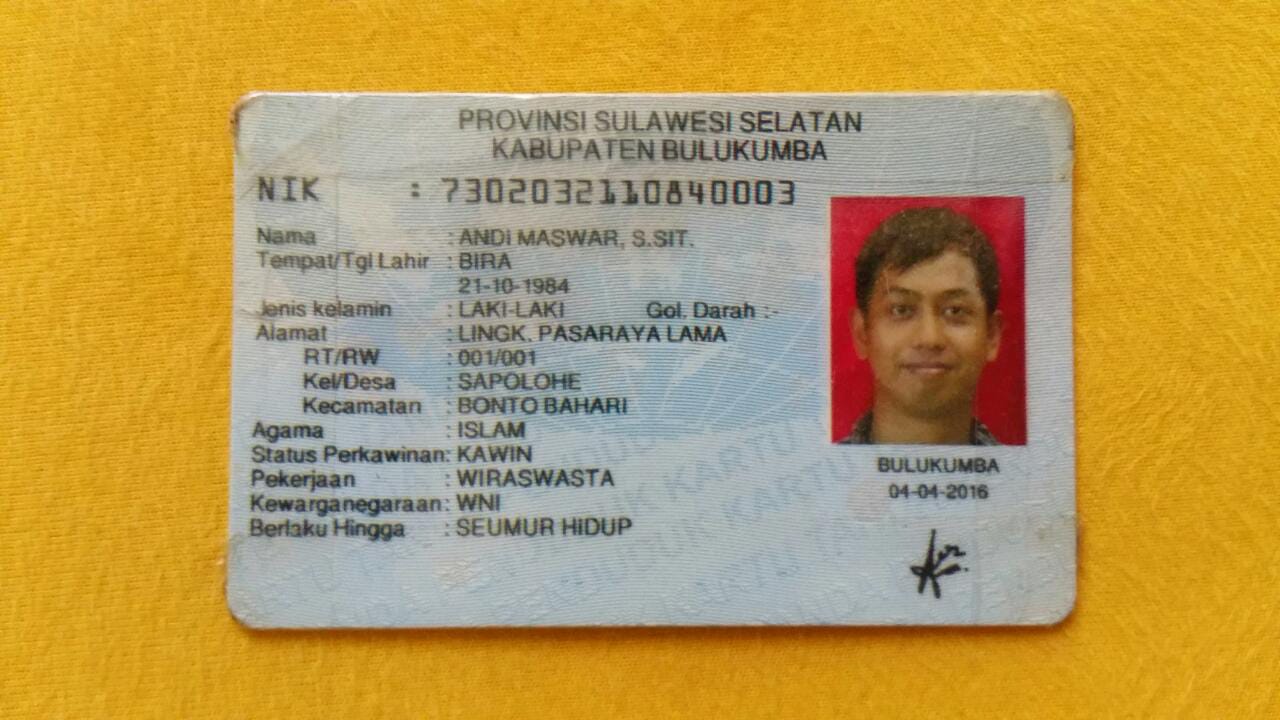 PROVINSI SULAWESI SELATAN
KABUPATEN BULUKUMBA
NIK : 7302032110840003
Nama : ANDI MASWAR, S.SIT.
Tempat/Tgl Lahir : BIRA
21-10-1984
Jenis kelamin : LAKI-LAKI Gol. Darah :-
Alamat : LINGK. PASARAYA LAMA
RT/RW : 001/001
Kel/Desa : SAPOLOHE
Kecamatan : BONTO BAHARI
Agama : ISLAM
Status Perkawinan: KAWIN
Pekerjaan : WIRASWASTA
Kewarganegaraan: WNI
Berlaku Hingga : SEUMUR HIDUP
BULUKUMBA
04-04-2016